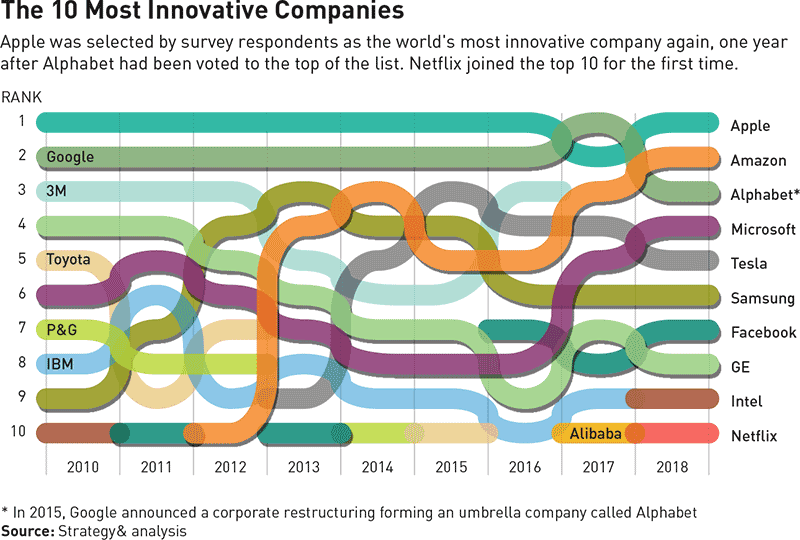 The 10 Most Innovative Companies
Apple was selected by survey respondents as the world's most innovative company again, one year
after Alphabet had been voted to the top of the list. Netflix joined the top 10 for the first time.
RANK
1
Apple
2
Google
Amazon
3
3M
Alphabet*
4
Microsoft
5
Toyota
Tesla
6
Samsung
7
P&G
Facebook
8
IBM
GE
9
Intel
10
Alibaba
Netflix
2010 2011 2012 2013 2014 2015 2016 2017 2018
* In 2015, Google announced a corporate restructuring forming an umbrella company called Alphabet
Source: Strategy& analysis